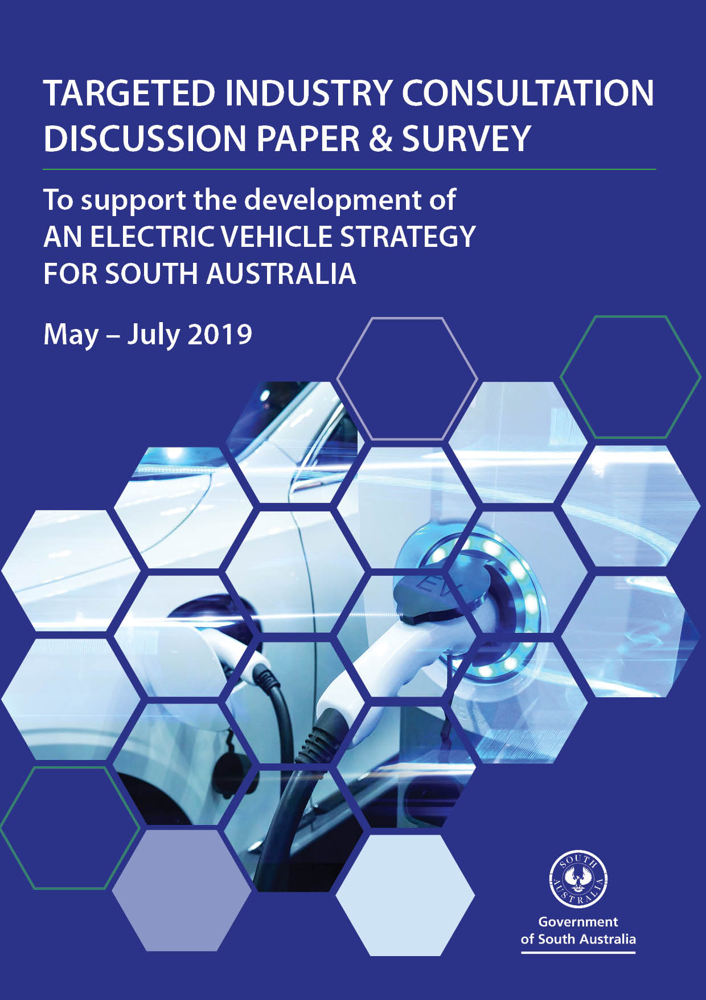 TARGETED INDUSTRY CONSULTATION
DISCUSSION PAPER & SURVEY
To support the development of
AN ELECTRIC VEHICLE STRATEGY
FOR SOUTH AUSTRALIA
May – July 2019
EV
SOUTH
AUSTRALIA
Government
of South Australia